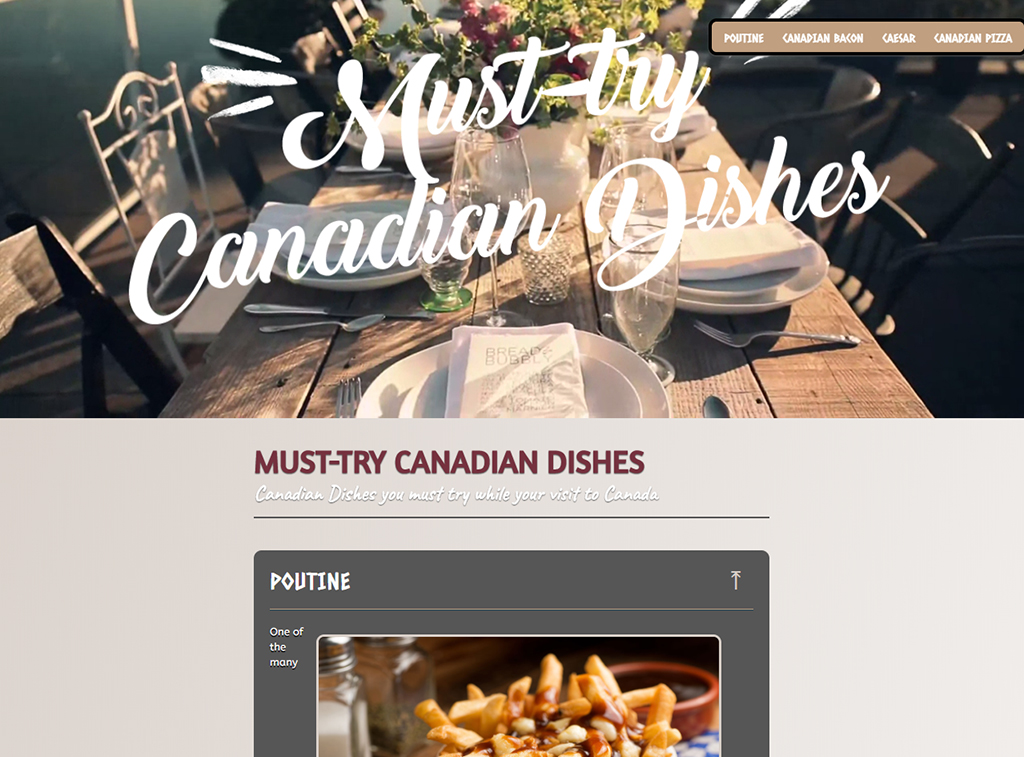 POUTINE CANADIAN BACON CAESAR CANADIAN PIZZA
Must-try
Canadian Dishes
BREAD &
BUBBLY
MUST-TRY CANADIAN DISHES
Canadian Dishes you must try while your visit to Canada
POUTINE
One of
the
many